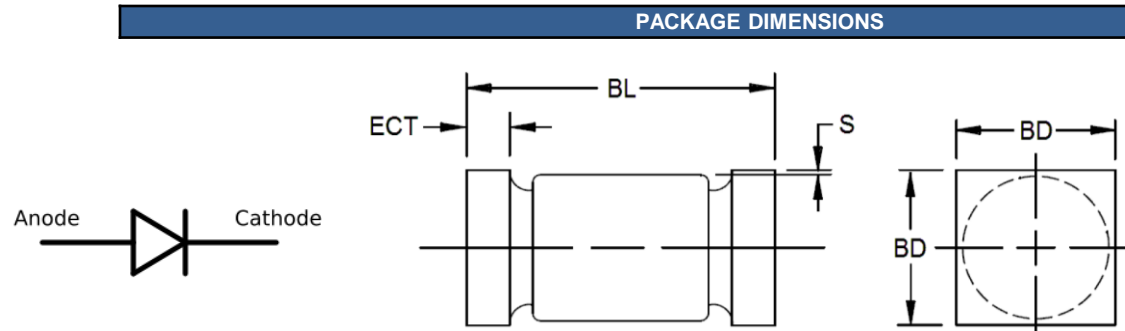 PACKAGE DIMENSIONS
BL
ECT
S
BD
Anode
Cathode
BD